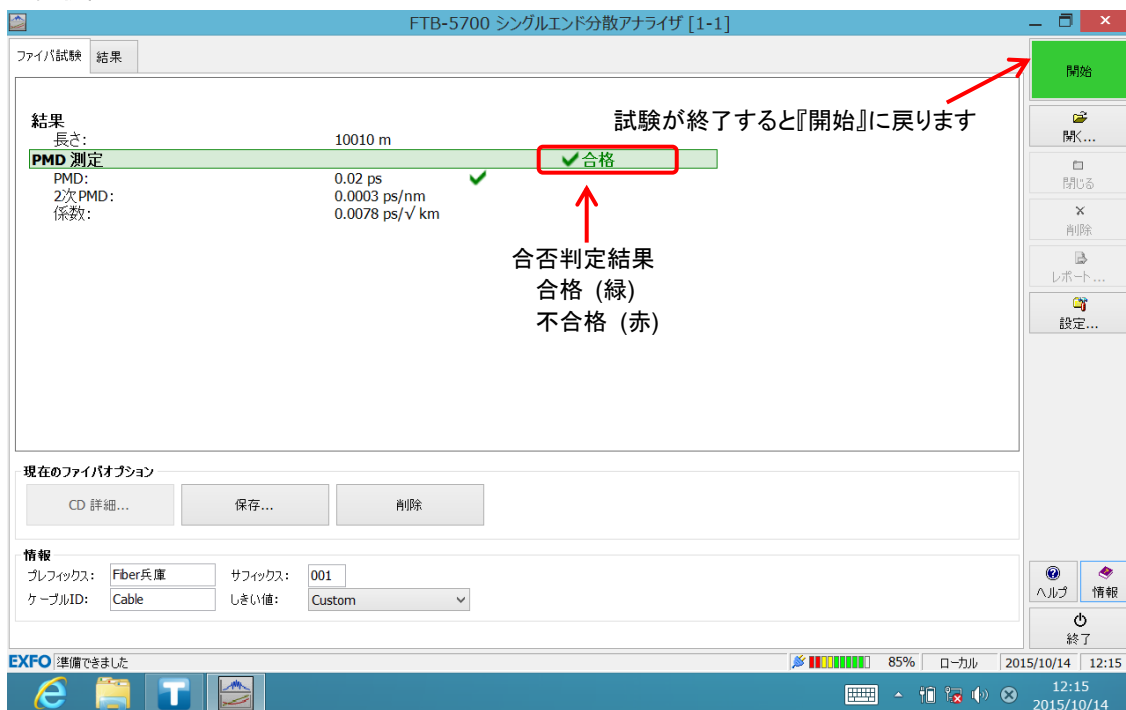 FTB-5700 シングルエンド分散アナライザ [1-1]
ファイバ試験 結果
開始
試験が終了すると『開始』に戻ります
結果
長さ: 10010 m
PMD 測定 合格
PMD: 0.02 ps
2次 PMD: 0.0003 ps/nm
係数: 0.0078 ps/√ km
合否判定結果
合格 (緑)
不合格 (赤)
開く...
閉じる
削除
レポート...
設定...
現在のファイバオプション
CD 詳細... 保存... 削除
情報
プレフィックス: Fiber兵庫 サフィックス: 001
ケーブルID: Cable しきい値: Custom
ヘルプ 情報
終了
EXFO 準備できました 85% ローカル 2015/10/14 12:15
12:15
2015/10/14